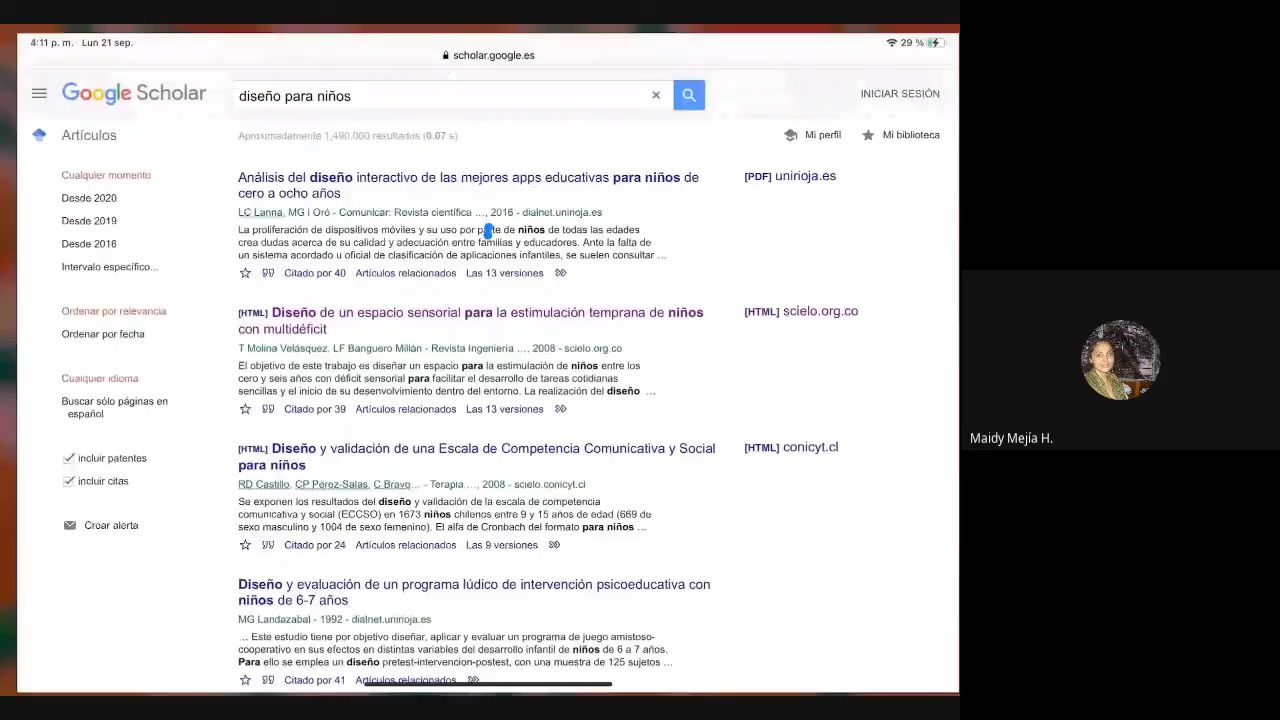 4:11 p. m. Lun 21 sep.
29 %
scholar.google.es
Google Scholar
diseño para niños
INICIAR SESIÓN
Artículos
Aproximadamente 1,490,000 resultados (0.07 s)
Mi perfil
Mi biblioteca
Cualquier momento
Desde 2020
Desde 2019
Desde 2016
Intervalo específico...
Ordenar por relevancia
Ordenar por fecha
Cualquier idioma
Buscar sólo páginas en
español
incluir patentes
incluir citas
Crear alerta
Análisis del diseño interactivo de las mejores apps educativas para niños de
cero a ocho años
LC Lanna, MG i Oró - Comunicar: Revista científica ..., 2016 - dialnet.unirioja.es
La proliferación de dispositivos móviles y su uso por parte de niños de todas las edades
crea dudas acerca de su calidad y adecuación entre familias y educadores. Ante la falta de
un sistema acordado u oficial de clasificación de aplicaciones infantiles, se suelen consultar ...
Citado por 40 Artículos relacionados Las 13 versiones
[PDF] unirioja.es
[HTML] Diseño de un espacio sensorial para la estimulación temprana de niños
con multidéficit
T Molina Velásquez, LF Banguero Millán - Revista Ingeniería ..., 2008 - scielo.org.co
El objetivo de este trabajo es diseñar un espacio para la estimulación de niños entre los
cero y seis años con déficit sensorial para facilitar el desarrollo de tareas cotidianas
sencillas y el inicio de su desenvolvimiento dentro del entorno. La realización del diseño ...
Citado por 39 Artículos relacionados Las 13 versiones
[HTML] scielo.org.co
[HTML] Diseño y validación de una Escala de Competencia Comunicativa y Social
para niños
RD Castillo, CP Pérez-Salas, C Bravo... - Terapia ..., 2008 - scielo.conicyt.cl
Se exponen los resultados del diseño y validación de la escala de competencia
comunicativa y social (ECCSO) en 1673 niños chilenos entre 9 y 15 años de edad (669 de
sexo masculino y 1004 de sexo femenino). El alfa de Cronbach del formato para niños ...
Citado por 24 Artículos relacionados Las 9 versiones
[HTML] conicyt.cl
Diseño y evaluación de un programa lúdico de intervención psicoeducativa con
niños de 6-7 años
MG Landazabal - 1992 - dialnet.unirioja.es
... Este estudio tiene por objetivo diseñar, aplicar y evaluar un programa de juego amistoso-
cooperativo en sus efectos en distintas variables del desarrollo infantil de niños de 6 a 7 años.
Para ello se emplea un diseño pretest-intervencion-postest, con una muestra de 125 sujetos ...
Citado por 41 Artículos relacionados
Maidy Mejía H.